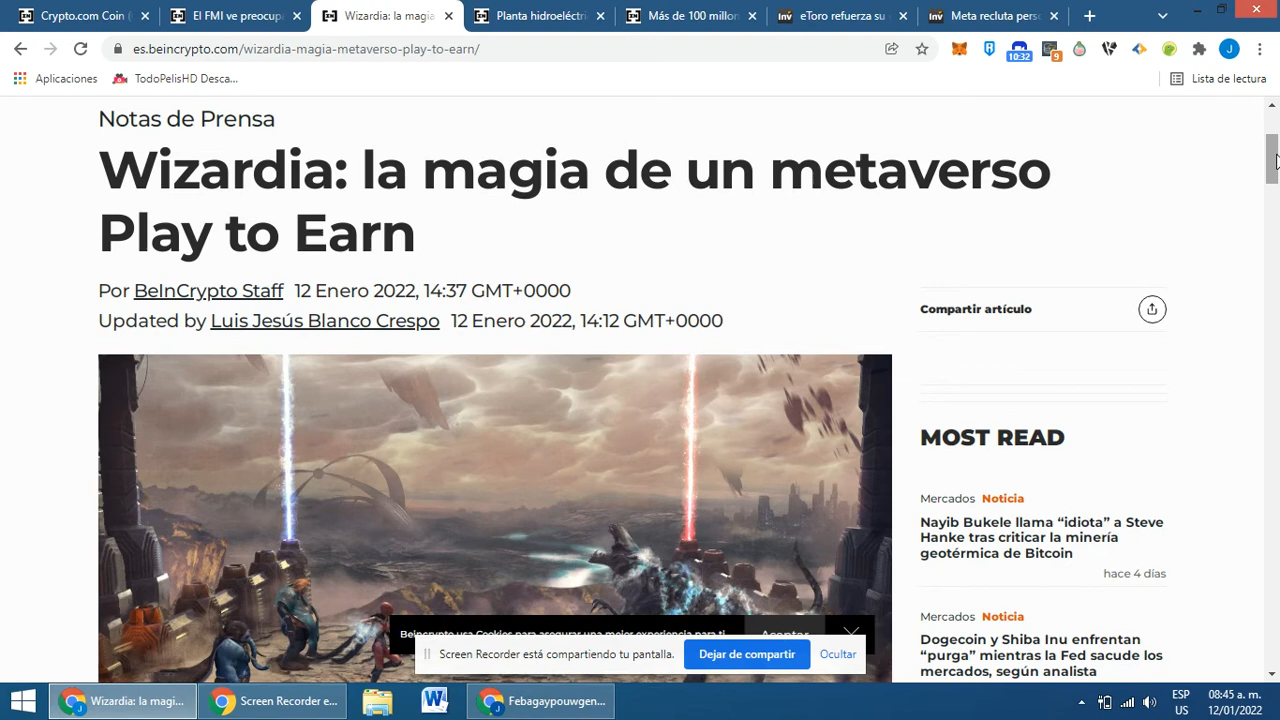 Crypto.com Coin (
El FMI ve preocupa
Wizardia: la magia
Planta hidroeléctri
Más de 100 millon
eToro refuerza su
Meta recluta perso
es.beincrypto.com/wizardia-magia-metaverso-play-to-earn/
10:32
9
J
Aplicaciones
TodoPelisHD Desca...
Lista de lectura
Notas de Prensa
Wizardia: la magia de un metaverso
Play to Earn
Por BeInCrypto Staff 12 Enero 2022, 14:37 GMT+0000
Updated by Luis Jesús Blanco Crespo 12 Enero 2022, 14:12 GMT+0000
Compartir artículo
MOST READ
Mercados Noticia
Nayib Bukele llama “idiota” a Steve
Hanke tras criticar la minería
geotérmica de Bitcoin
hace 4 días
Mercados Noticia
Dogecoin y Shiba Inu enfrentan
“purga” mientras la Fed sacude los
mercados, según analista
BeIncrypto usa Cookies para asegurar una mejor experiencia para ti
Aceptar
Screen Recorder está compartiendo tu pantalla.
Dejar de compartir
Ocultar
Wizardia: la magi...
Screen Recorder e...
Febagaypouwgen...
ESP
US
08:45 a. m.
12/01/2022